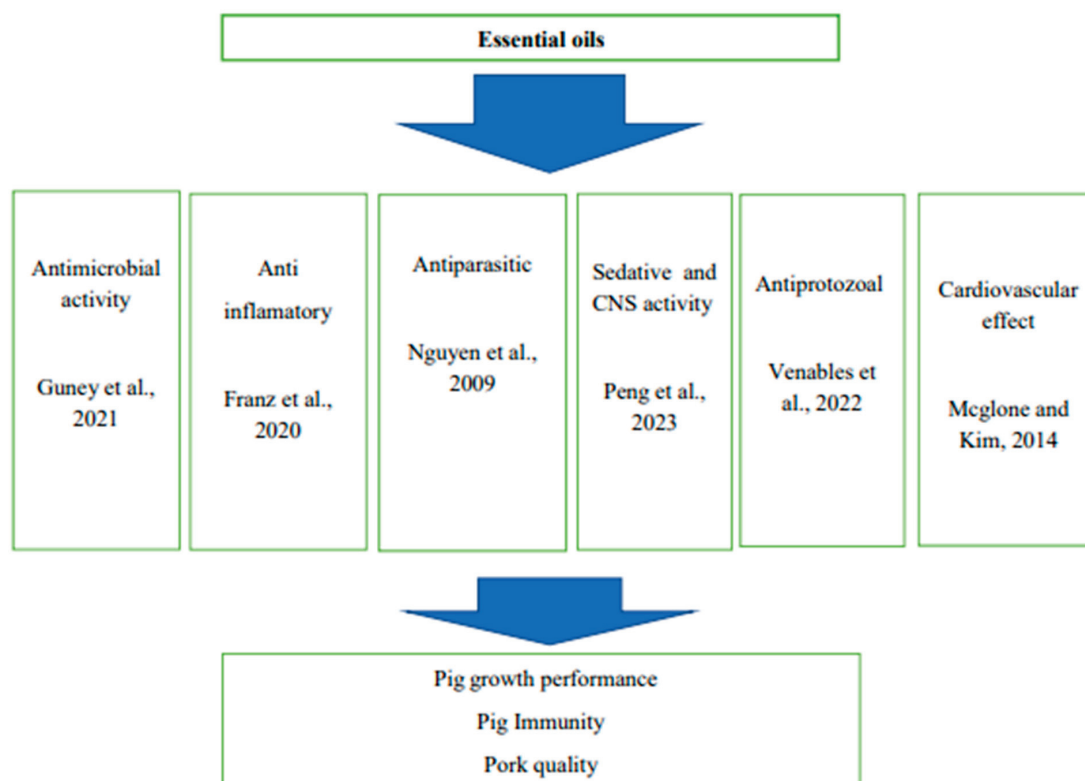 Essential oils
Antimicrobial
activity
Guney et al.,
2021
Anti
inflamatory
Franz et al.,
2020
Antiparasitic
Nguyen et al.,
2009
Sedative and
CNS activity
Peng et al.,
2023
Antiprotozoal
Venables et
al., 2022
Cardiovascular
effect
Mcglone and
Kim, 2014
Pig growth performance
Pig Immunity
Pork quality